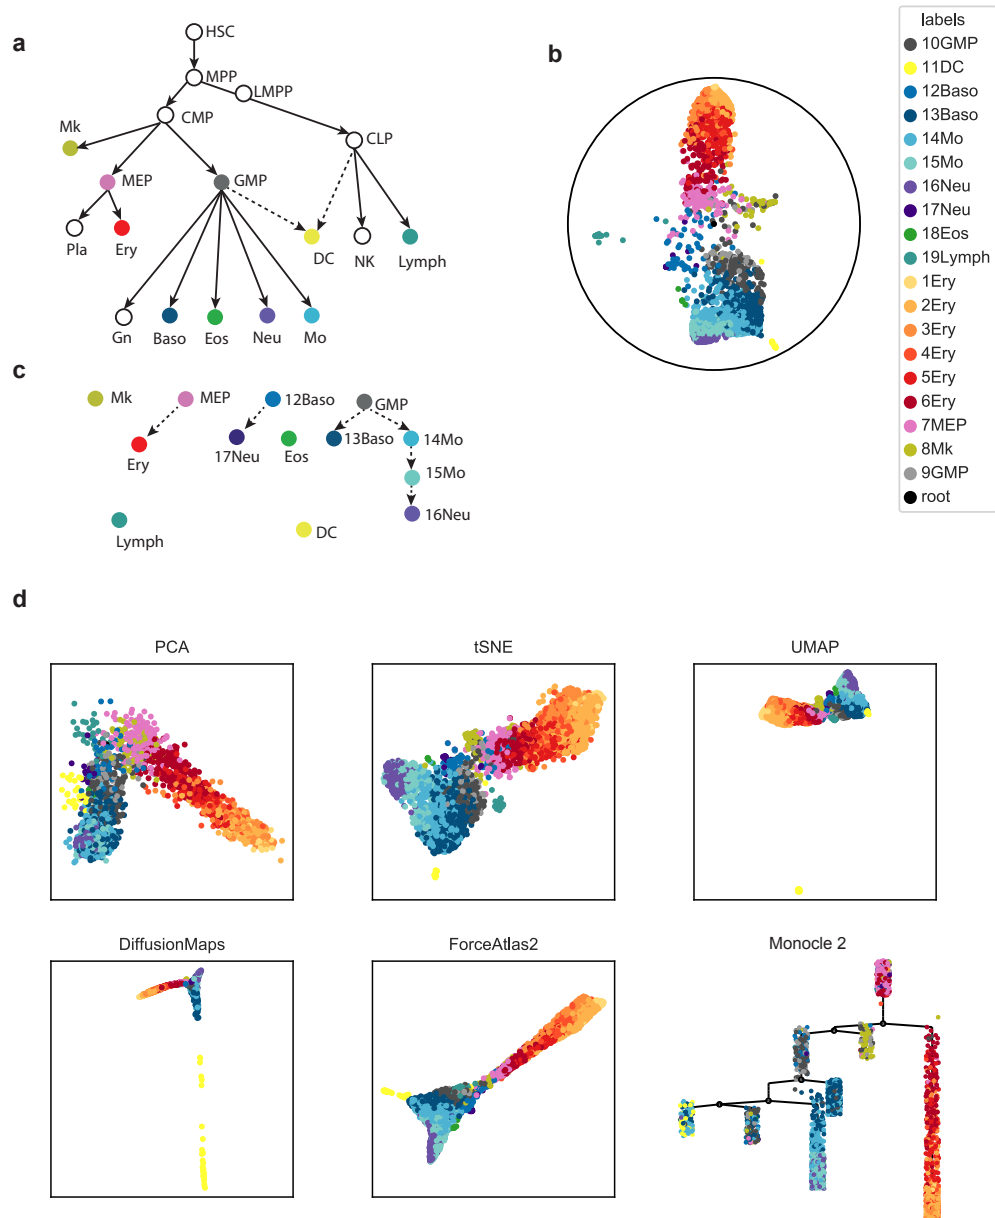 a
HSC
MPP
LMPP
CMP
CLP
Mk
MEP
GMP
Pla
Ery
DC
NK
Lymph
Gn
Baso
Eos
Neu
Mo
b
labels
10GMP
11DC
12Baso
13Baso
14Mo
15Mo
16Neu
17Neu
18Eos
19Lymph
1Ery
2Ery
3Ery
4Ery
5Ery
6Ery
7MEP
8Mk
9GMP
root
c
Mk
MEP
12Baso
GMP
Ery
17Neu
Eos
13Baso
14Mo
15Mo
16Neu
Lymph
DC
d
PCA
tSNE
UMAP
DiffusionMaps
ForceAtlas2
Monocle 2